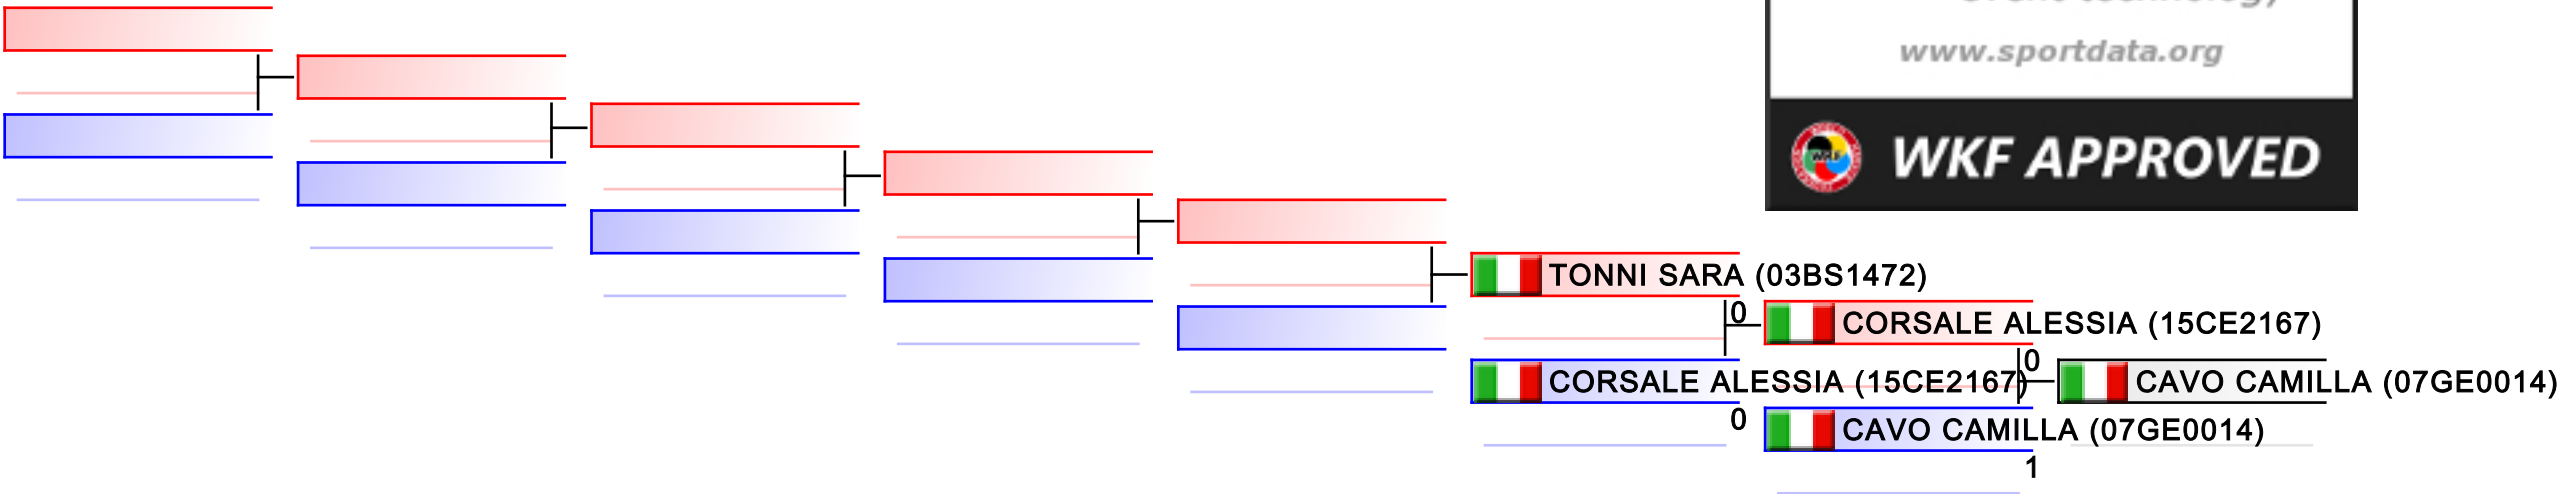 www.sportdata.org
WKF APPROVED
TONNI SARA (03BS1472)
0
CORSALE ALESSIA (15CE2167)
0
CORSALE ALESSIA (15CE2167)
CAVO CAMILLA (07GE0014)
0
CAVO CAMILLA (07GE0014)
1